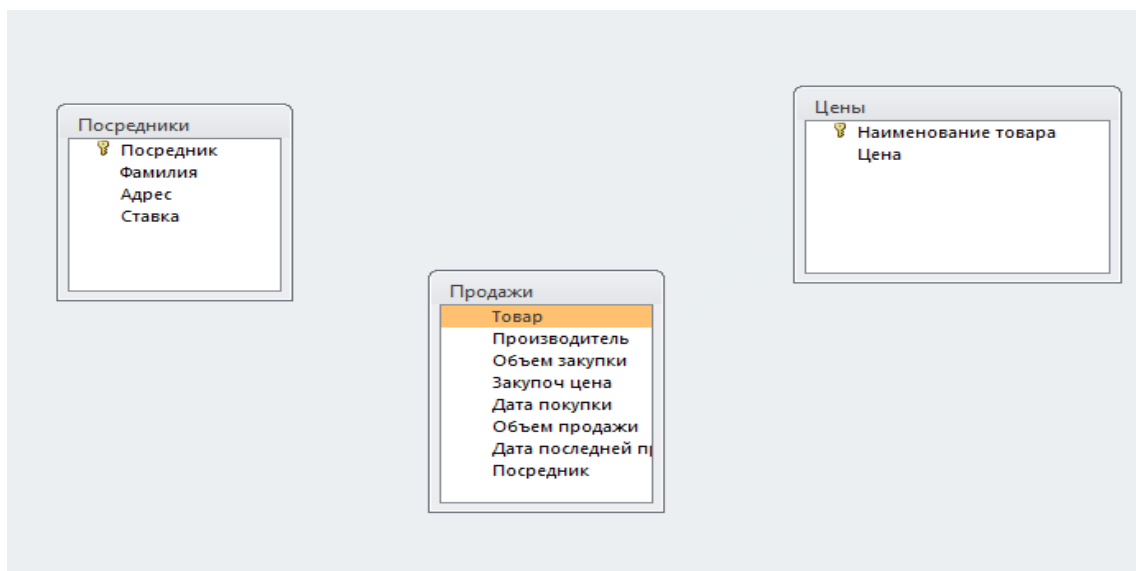 Посредники
Посредник
Фамилия
Адрес
Ставка
Продажи
Товар
Производитель
Объем закупки
Закупоч цена
Дата покупки
Объем продажи
Дата последней
Посредник
Цены
Наименование товара
Цена